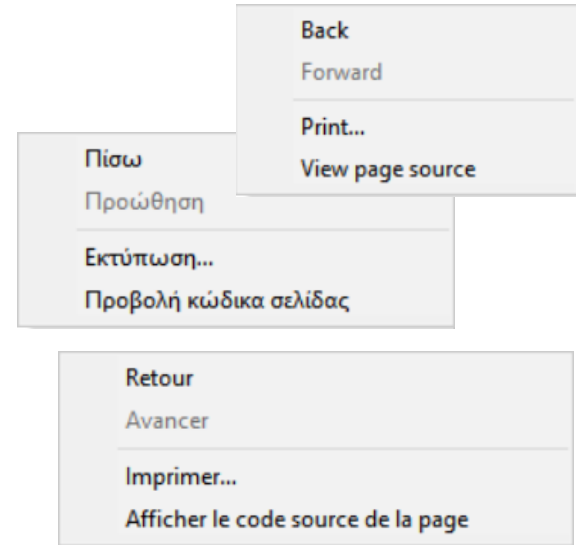 Back
Forward
Print...
View page source
Πίσω
Προώθηση
Εκτύπωση...
Προβολή κώδικα σελίδας
Retour
Avancer
Imprimer...
Afficher le code source de la page